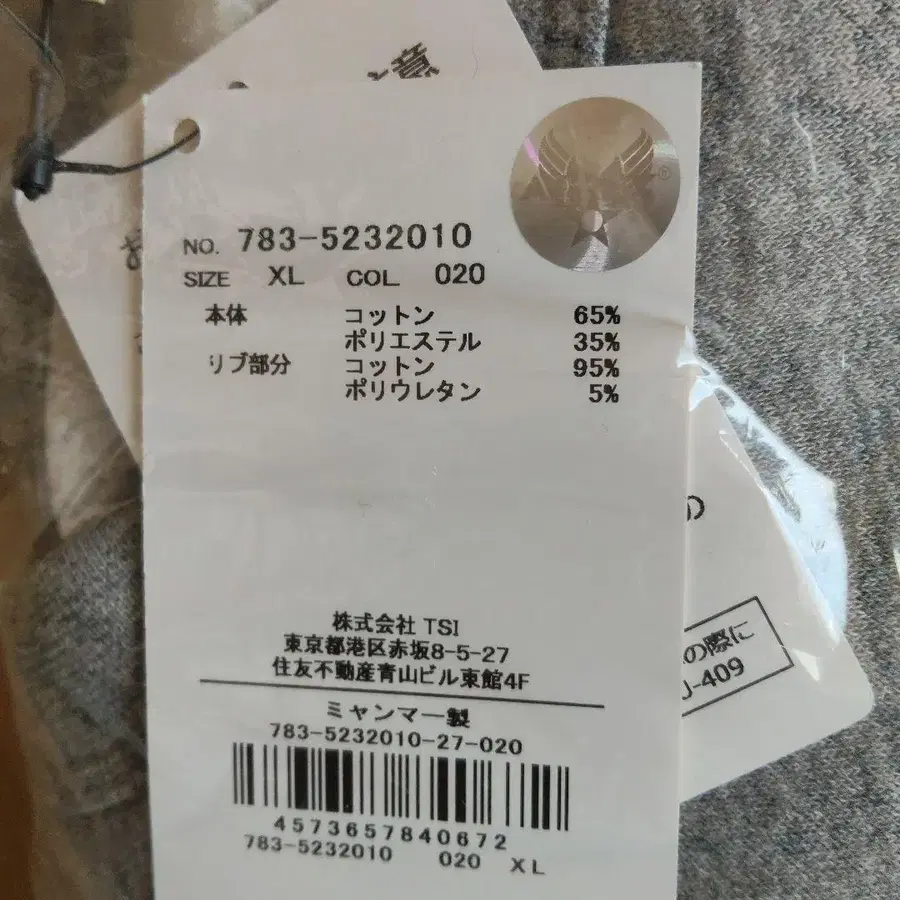 NO. 783-5232010
SIZE XL COL 020
本体 コットン 65%
ポリエステル 35%
リブ部分 コットン 95%
ポリウレタン 5%
株式会社 TSI
東京都港区赤坂8-5-27
住友不動産青山ビル東館4F
ミャンマー製
783-5232010-27-020
4573657840672
783-5232010 020 XL
の
の際に
-409
®